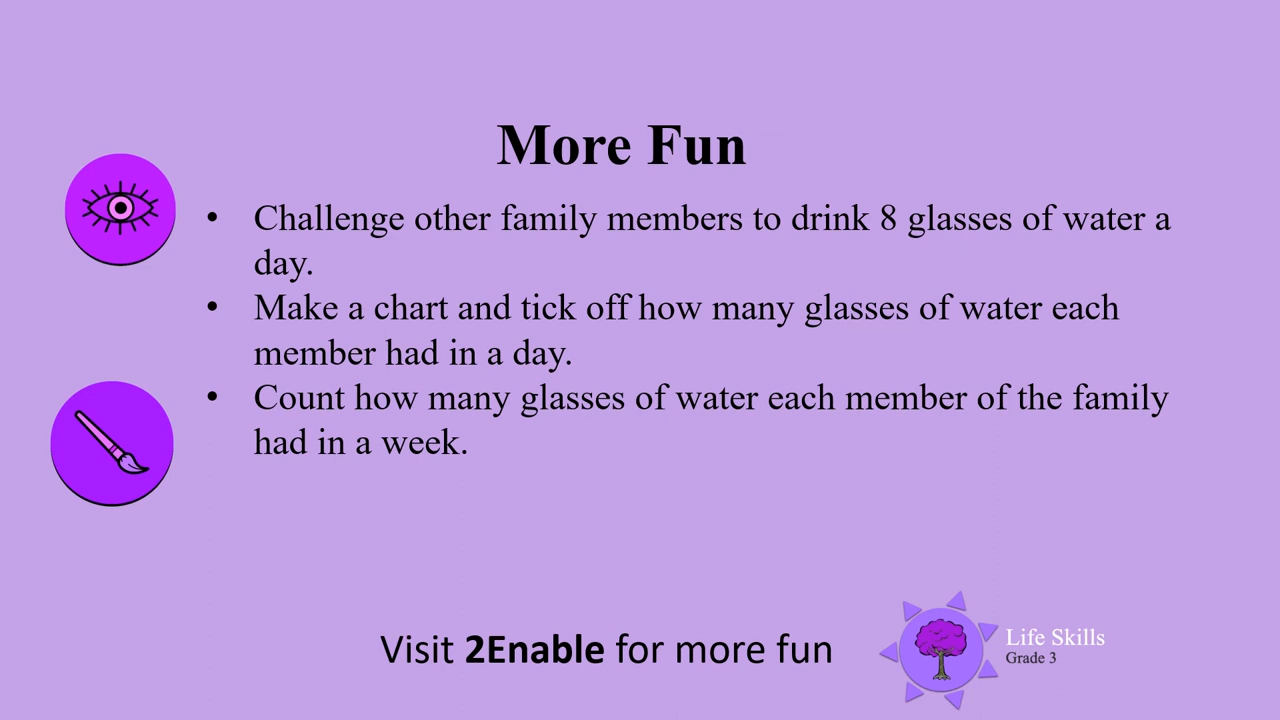 More Fun
• Challenge other family members to drink 8 glasses of water a
day.
• Make a chart and tick off how many glasses of water each
member had in a day.
• Count how many glasses of water each member of the family
had in a week.
Visit 2Enable for more fun
Life Skills
Grade 3